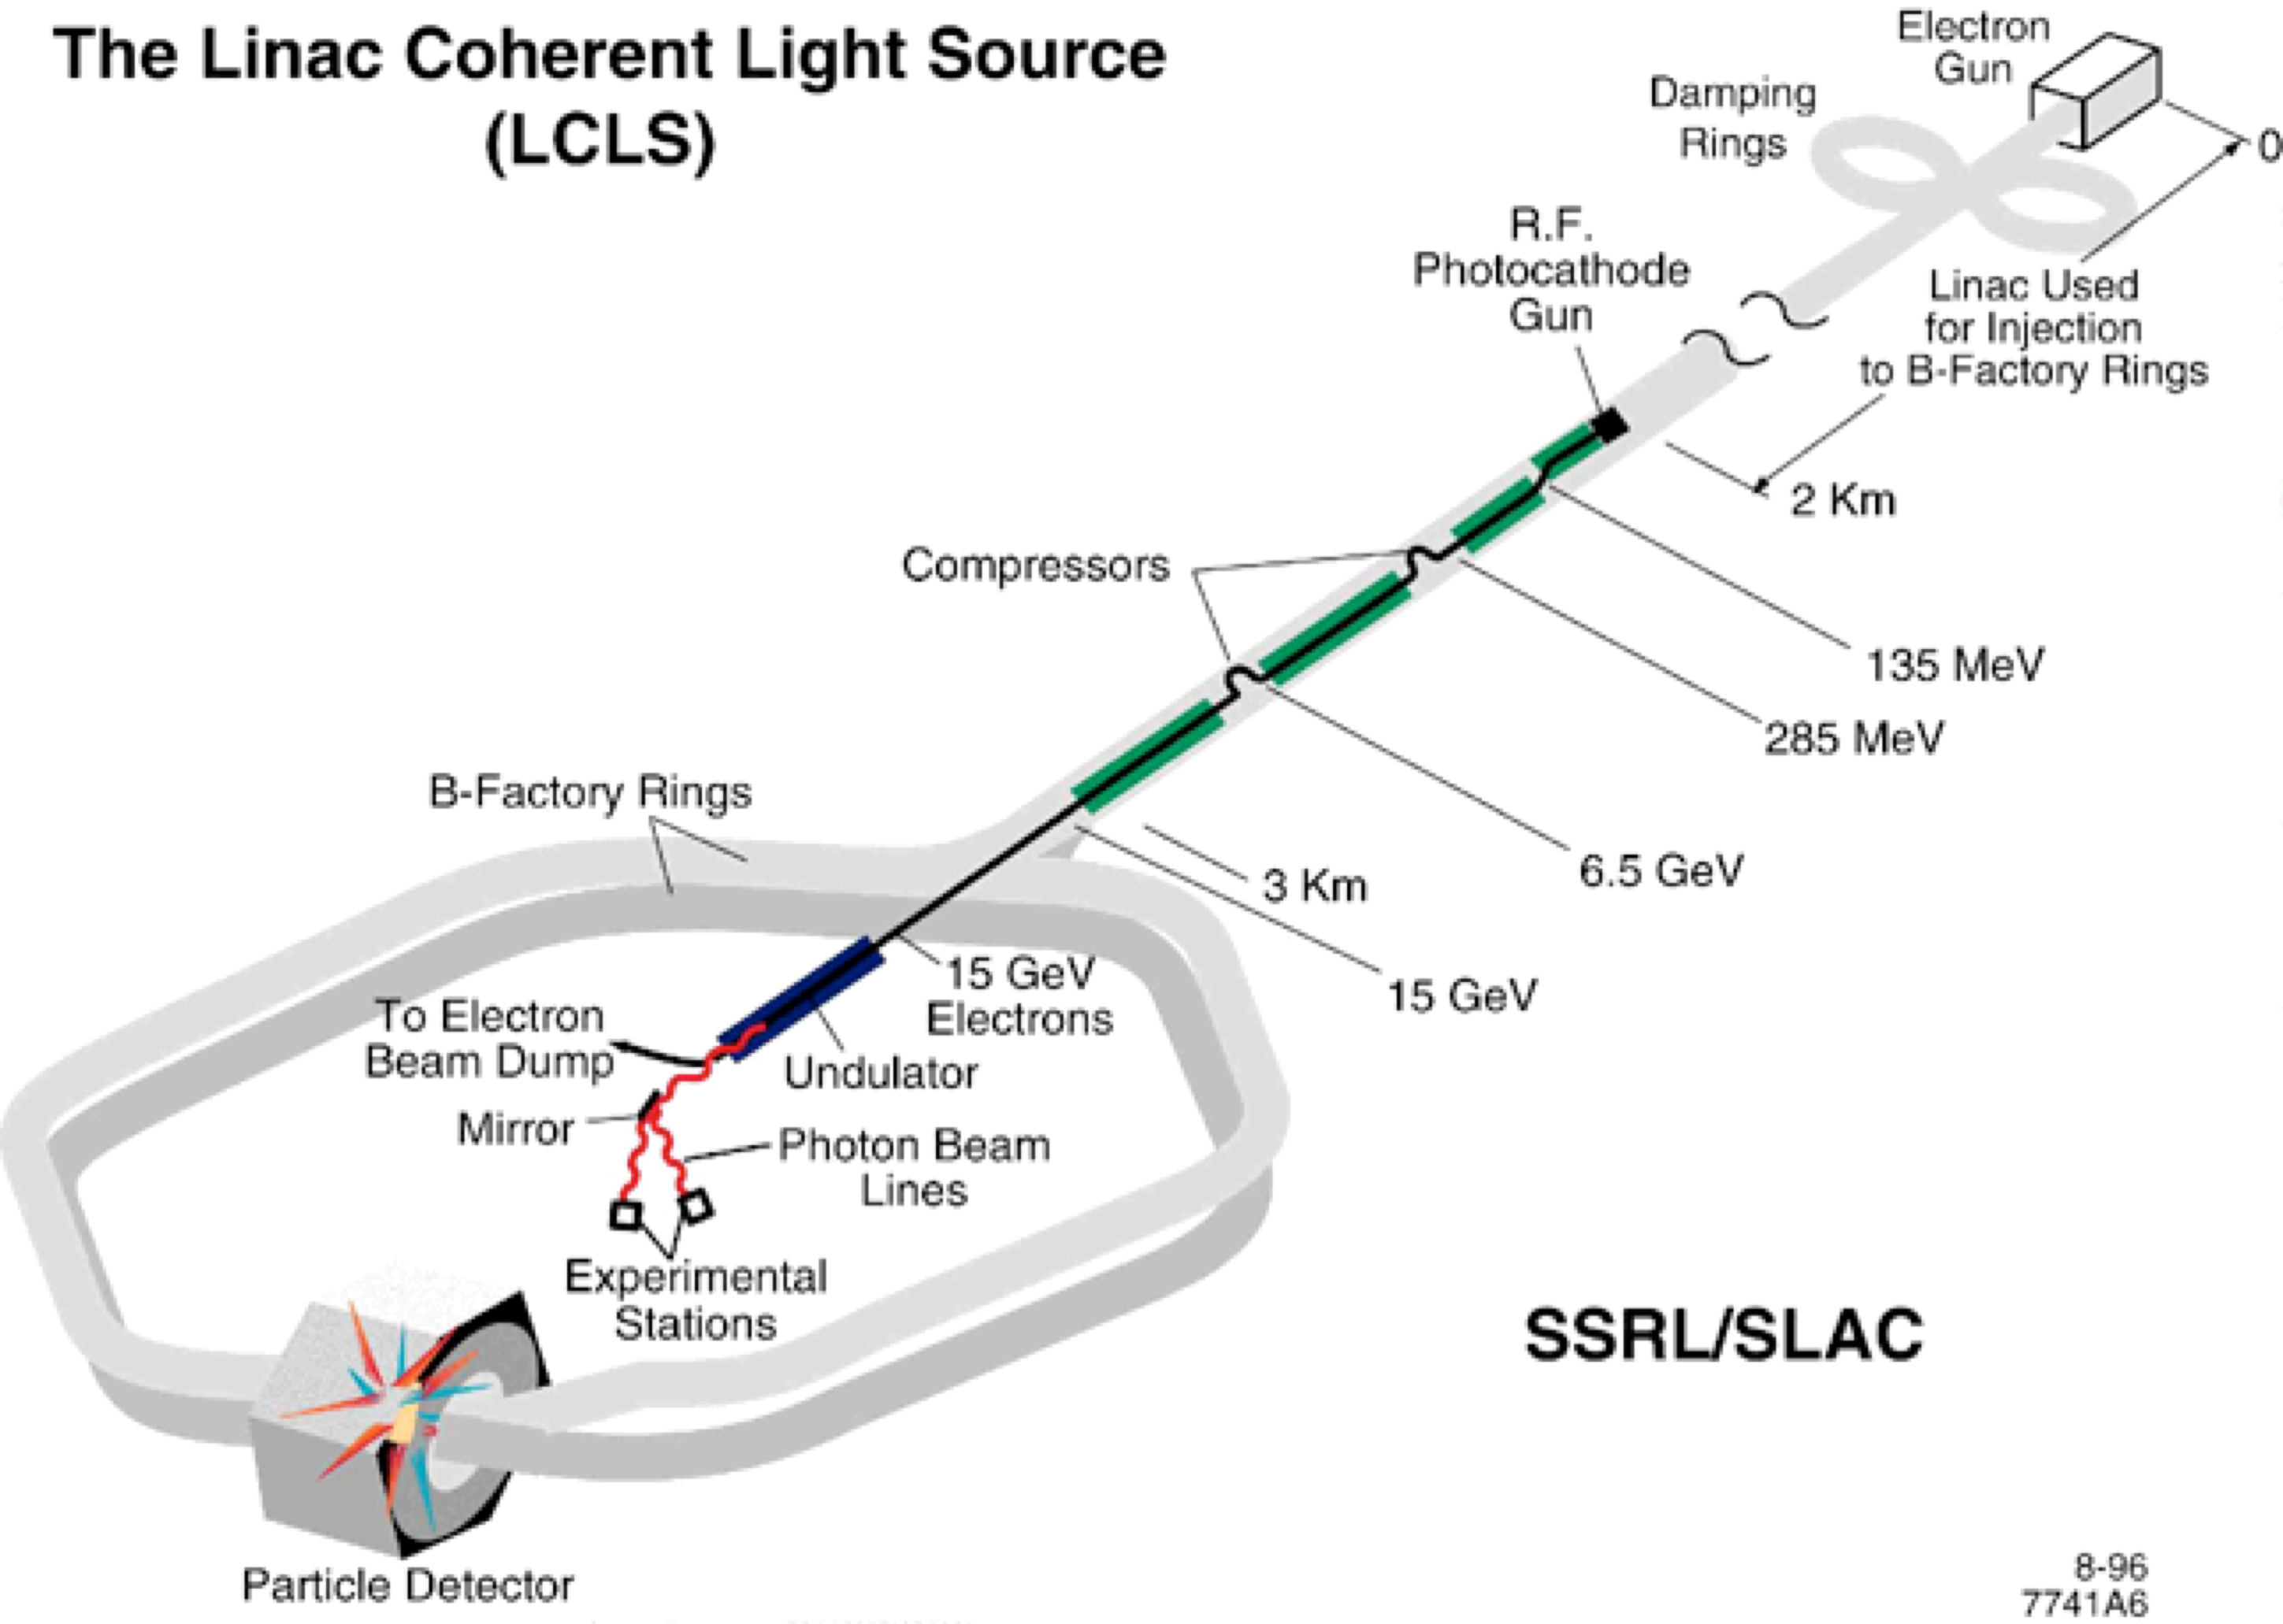 The Linac Coherent Light Source
(LCLS)
Electron
Gun
Damping
Rings
0
R.F.
Photocathode
Gun
Linac Used
for Injection
to B-Factory Rings
2 Km
Compressors
135 MeV
285 MeV
B-Factory Rings
6.5 GeV
3 Km
15 GeV
15 GeV
Electrons
To Electron
Beam Dump
Undulator
Mirror
Photon Beam
Lines
Experimental
Stations
SSRL/SLAC
Particle Detector
8-96
7741A6